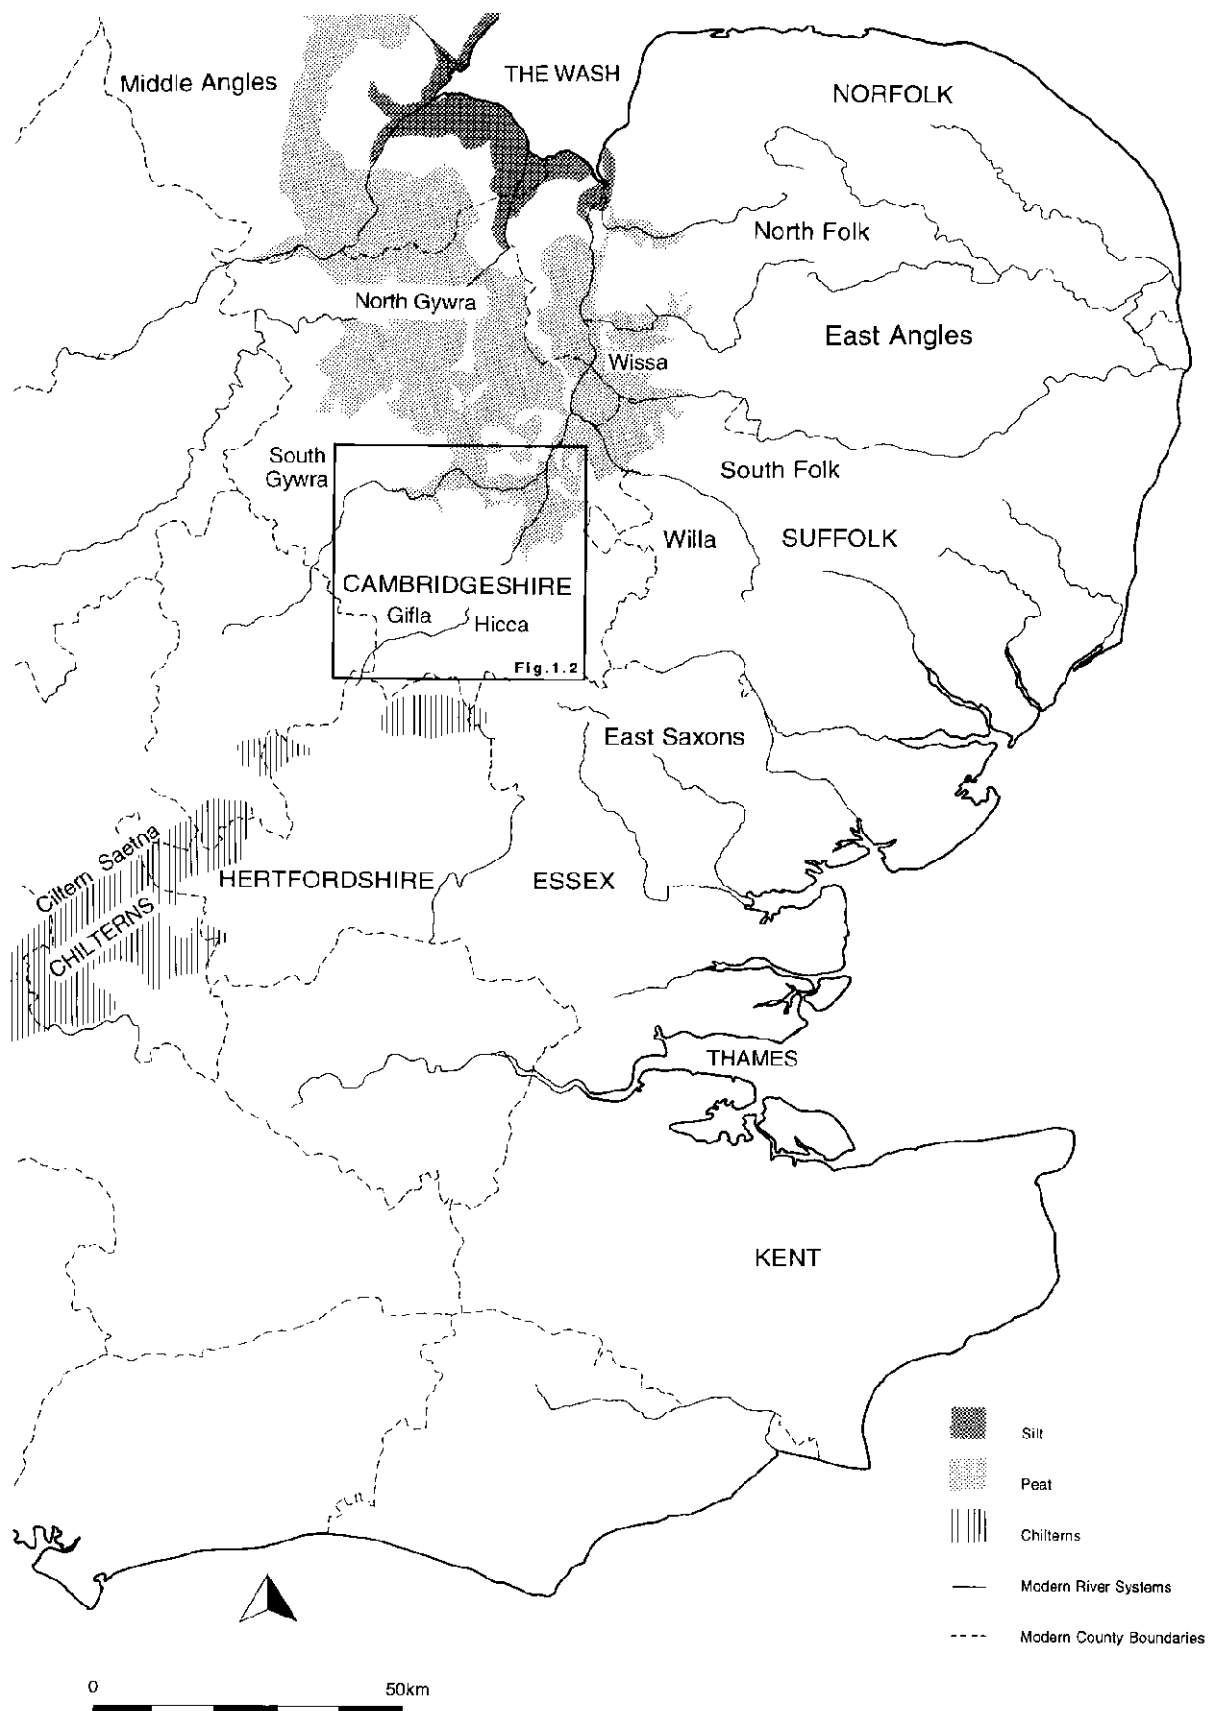 THE WASH
Middle Angles
NORFOLK
North Folk
North Gywra
East Angles
Wissa
South
Gywra
South Folk
Willa
SUFFOLK
CAMBRIDGESHIRE
Gifla
Hicca
Fig.1.2
East Saxons
Ciltern Saetna
HERTFORDSHIRE
ESSEX
CHILTERNS
THAMES
KENT
Silt
Peat
Chilterns
Modern River Systems
Modern County Boundaries
0
50km